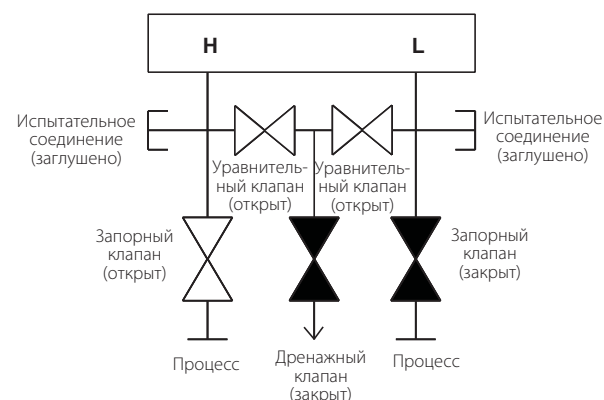 H
L
Испытательное
соединение
(заглушено)
Испытательное
соединение
(заглушено)
Уравнитель-
ный клапан
(открыт)
Уравнитель-
ный клапан
(открыт)
Запорный
клапан
(открыт)
Запорный
клапан
(закрыт)
Процесс
Дренажный
клапан
(закрыт)
Процесс